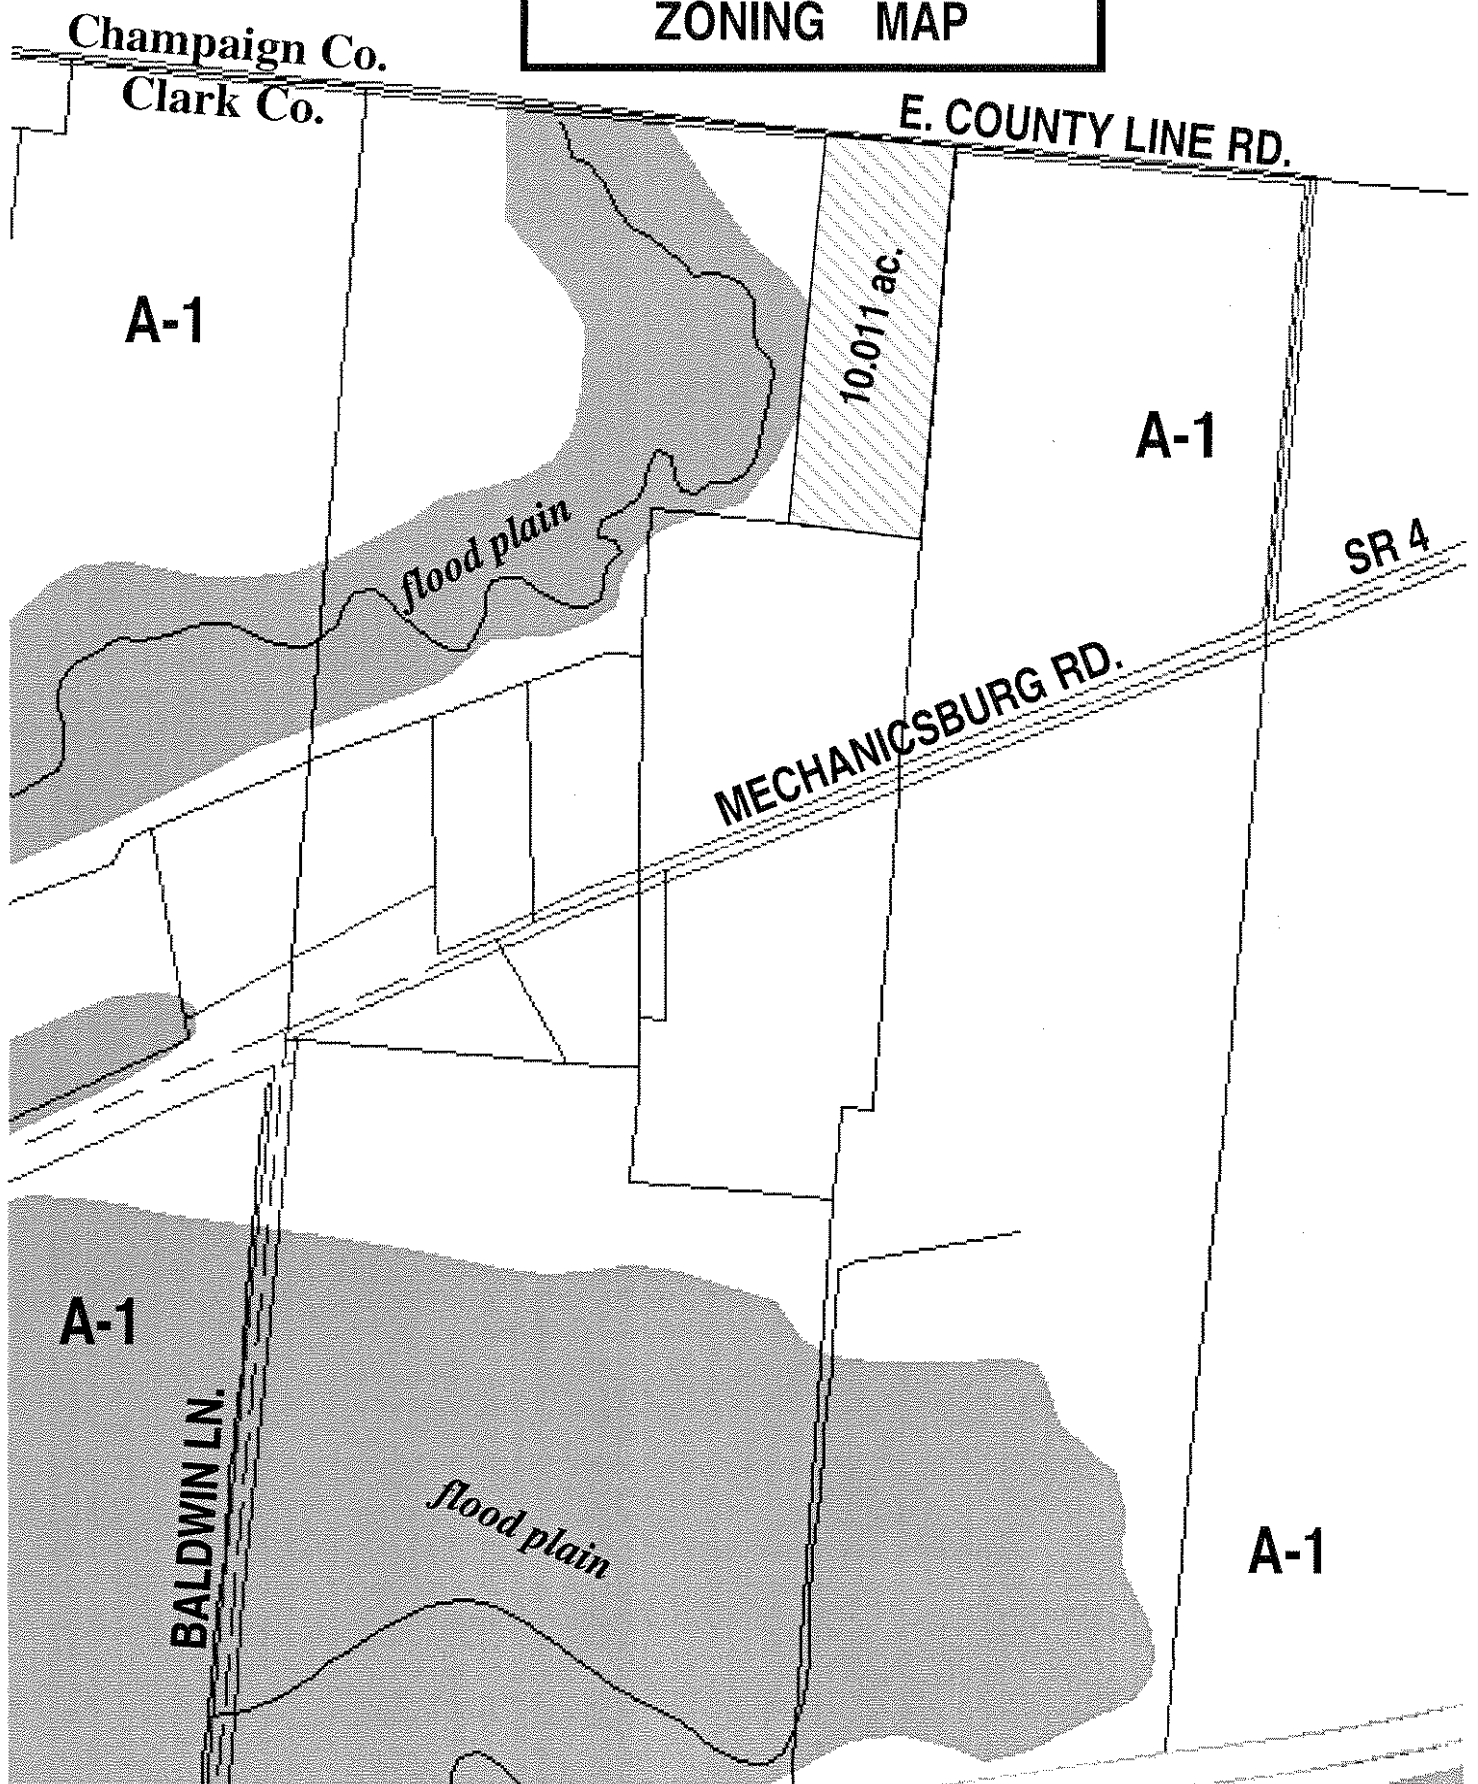 ZONING MAP
Champaign Co.
Clark Co.
E. COUNTY LINE RD.
A-1
10.011 ac.
A-1
flood plain
SR 4
MECHANICSBURG RD.
A-1
BALDWIN LN.
flood plain
A-1